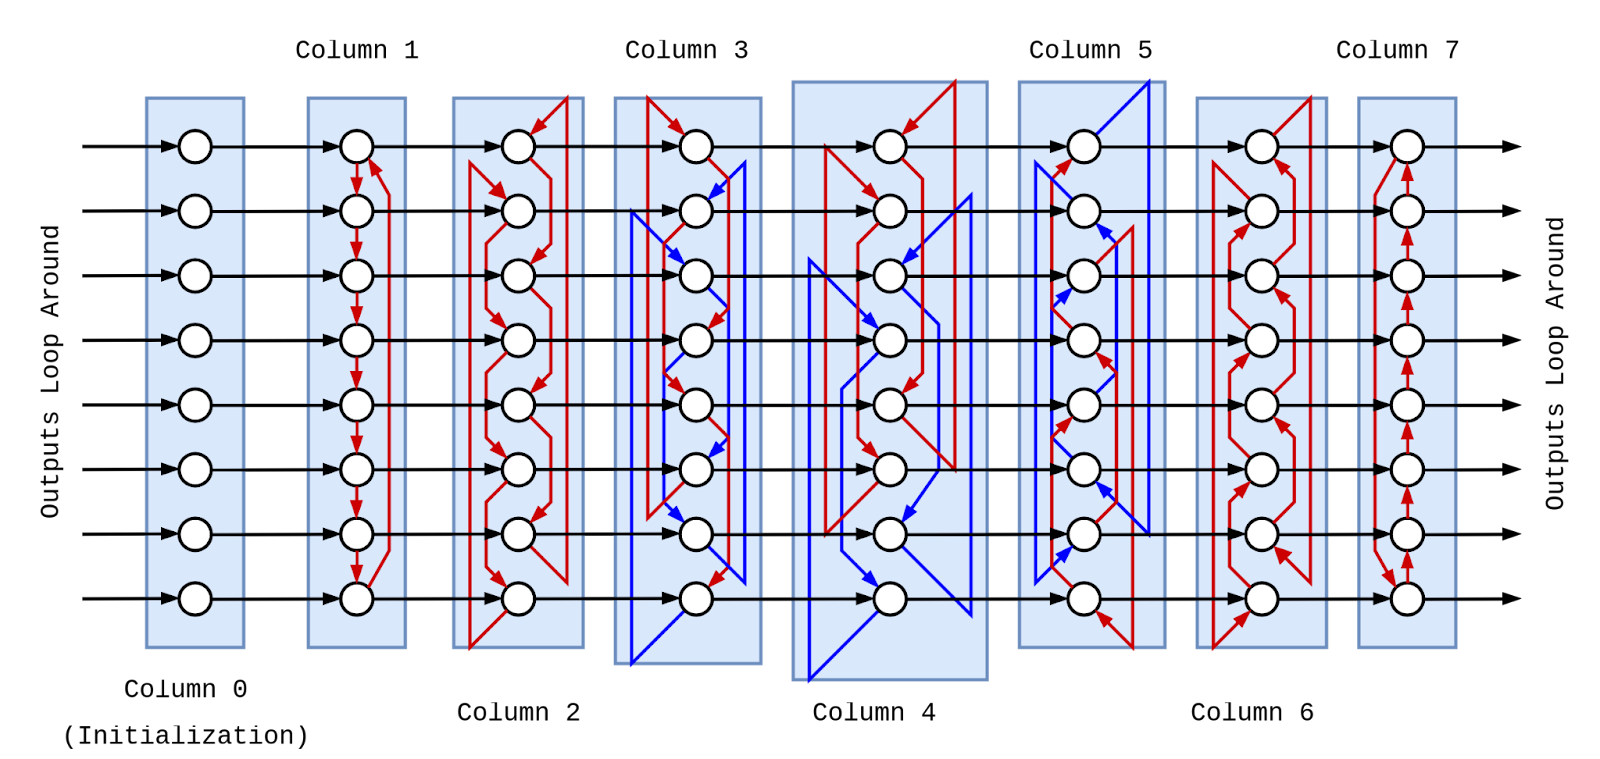 Column 1
Column 3
Column 5
Column 7
Outputs Loop Around
Outputs Loop Around
Column 0
(Initialization)
Column 2
Column 4
Column 6